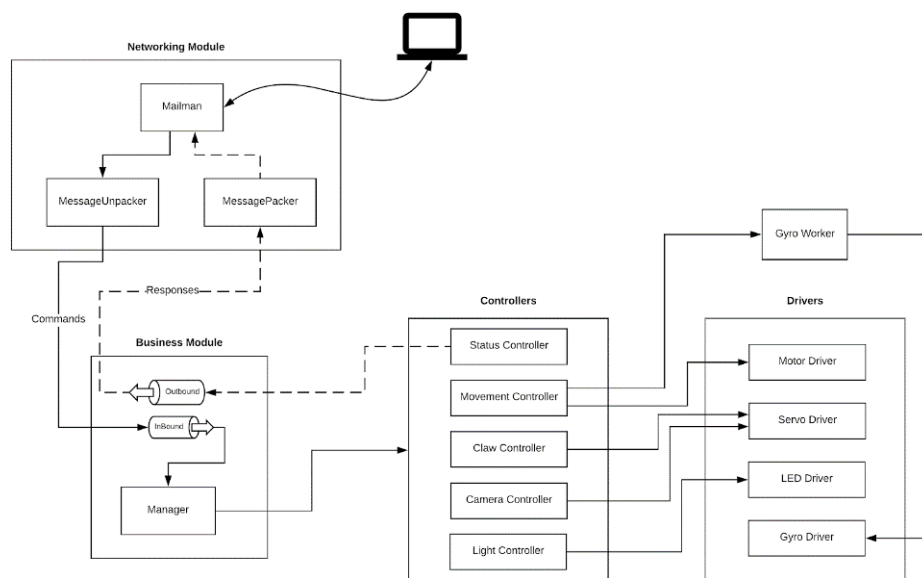 Networking Module
Mailman
MessageUnpacker
MessagePacker
Gyro Worker
Responses
Commands
Controllers
Drivers
Business Module
Status Controller
Motor Driver
Outbound
Movement Controller
InBound
Servo Driver
Claw Controller
LED Driver
Camera Controller
Manager
Gyro Driver
Light Controller